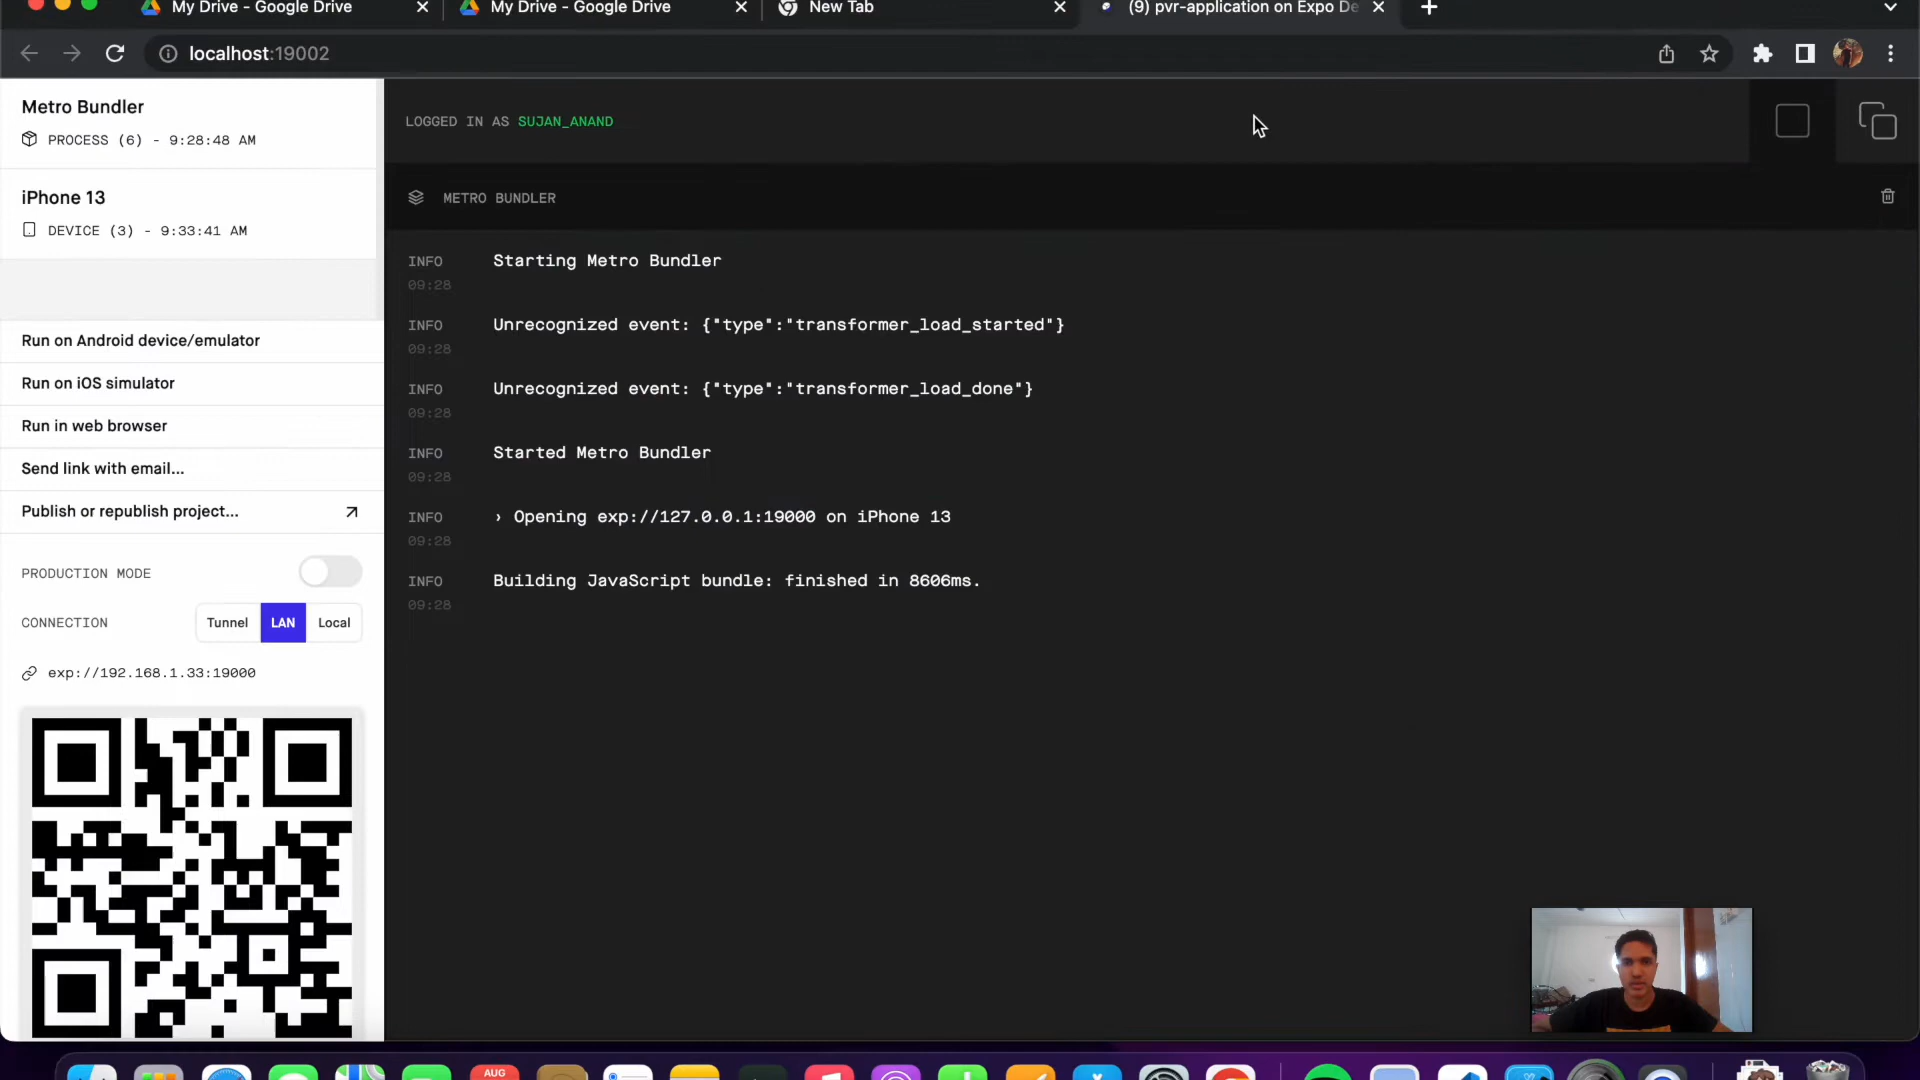 My Drive - Google Drive
My Drive - Google Drive
New Tab
(9) pvr-application on Expo De
localhost:19002
Metro Bundler
PROCESS (6) - 9:28:48 AM
iPhone 13
DEVICE (3) - 9:33:41 AM
Run on Android device/emulator
Run on iOS simulator
Run in web browser
Send link with email...
Publish or republish project...
PRODUCTION MODE
CONNECTION
Tunnel
LAN
Local
exp://192.168.1.33:19000
LOGGED IN AS SUJAN_ANAND
METRO BUNDLER
INFO Starting Metro Bundler
09:28
INFO Unrecognized event: {"type":"transformer_load_started"}
09:28
INFO Unrecognized event: {"type":"transformer_load_done"}
09:28
INFO Started Metro Bundler
09:28
INFO › Opening exp://127.0.0.1:19000 on iPhone 13
09:28
INFO Building JavaScript bundle: finished in 8606ms.
09:28
AUG